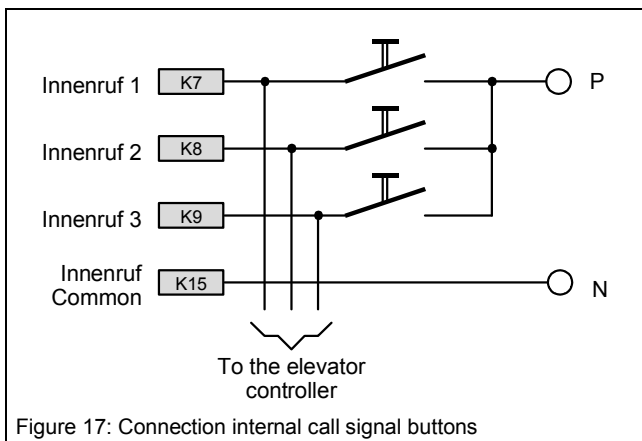 Innenruf 1 K7 P
Innenruf 2 K8
Innenruf 3 K9
Innenruf
Common K15 N
To the elevator
controller
Figure 17: Connection internal call signal buttons